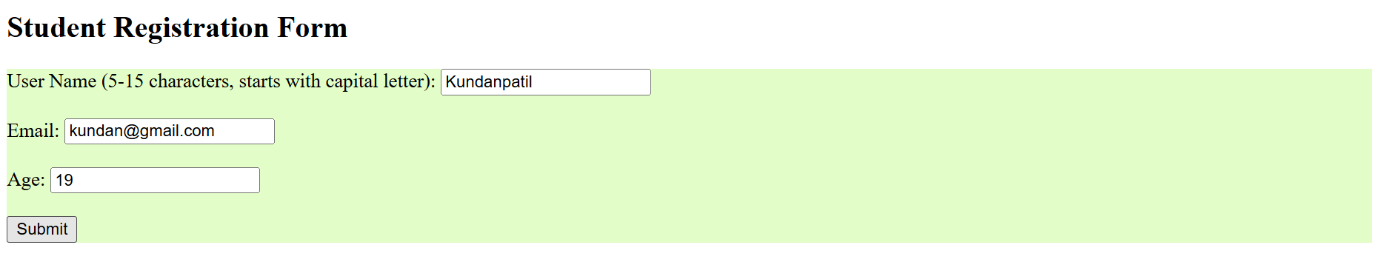 Student Registration Form
User Name (5-15 characters, starts with capital letter): Kundanpatil
Email: kundan@gmail.com
Age: 19
Submit